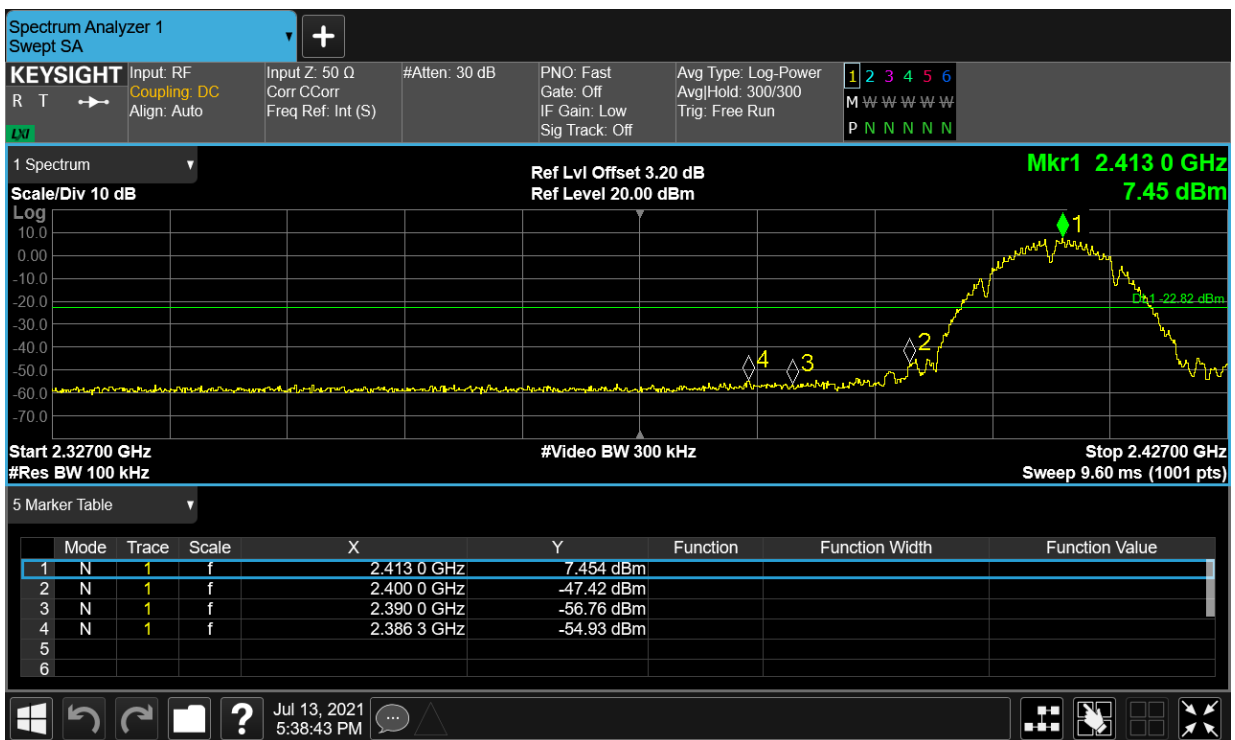 Spectrum Analyzer 1
Swept SA
+
KEYSIGHT
R T
LXI
Input: RF
Coupling: DC
Align: Auto
Input Z: 50 Ω
Corr CCorr
Freq Ref: Int (S)
#Atten: 30 dB
PNO: Fast
Gate: Off
IF Gain: Low
Sig Track: Off
Avg Type: Log-Power
Avg|Hold: 300/300
Trig: Free Run
1 2 3 4 5 6
M W W W W W
P N N N N N
1 Spectrum
Scale/Div 10 dB
Ref Lvl Offset 3.20 dB
Ref Level 20.00 dBm
Mkr1 2.413 0 GHz
7.45 dBm
Log
10.0
0.00
-10.0
-20.0
-30.0
-40.0
-50.0
-60.0
-70.0
1
2
3
4
-22.82 dBm
Start 2.32700 GHz
#Video BW 300 kHz
Stop 2.42700 GHz
#Res BW 100 kHz
Sweep 9.60 ms (1001 pts)
5 Marker Table
Mode Trace Scale X Y Function Function Width Function Value
1 N 1 f 2.413 0 GHz 7.454 dBm
2 N 1 f 2.400 0 GHz -47.42 dBm
3 N 1 f 2.390 0 GHz -56.76 dBm
4 N 1 f 2.386 3 GHz -54.93 dBm
5
6
?
Jul 13, 2021
5:38:43 PM